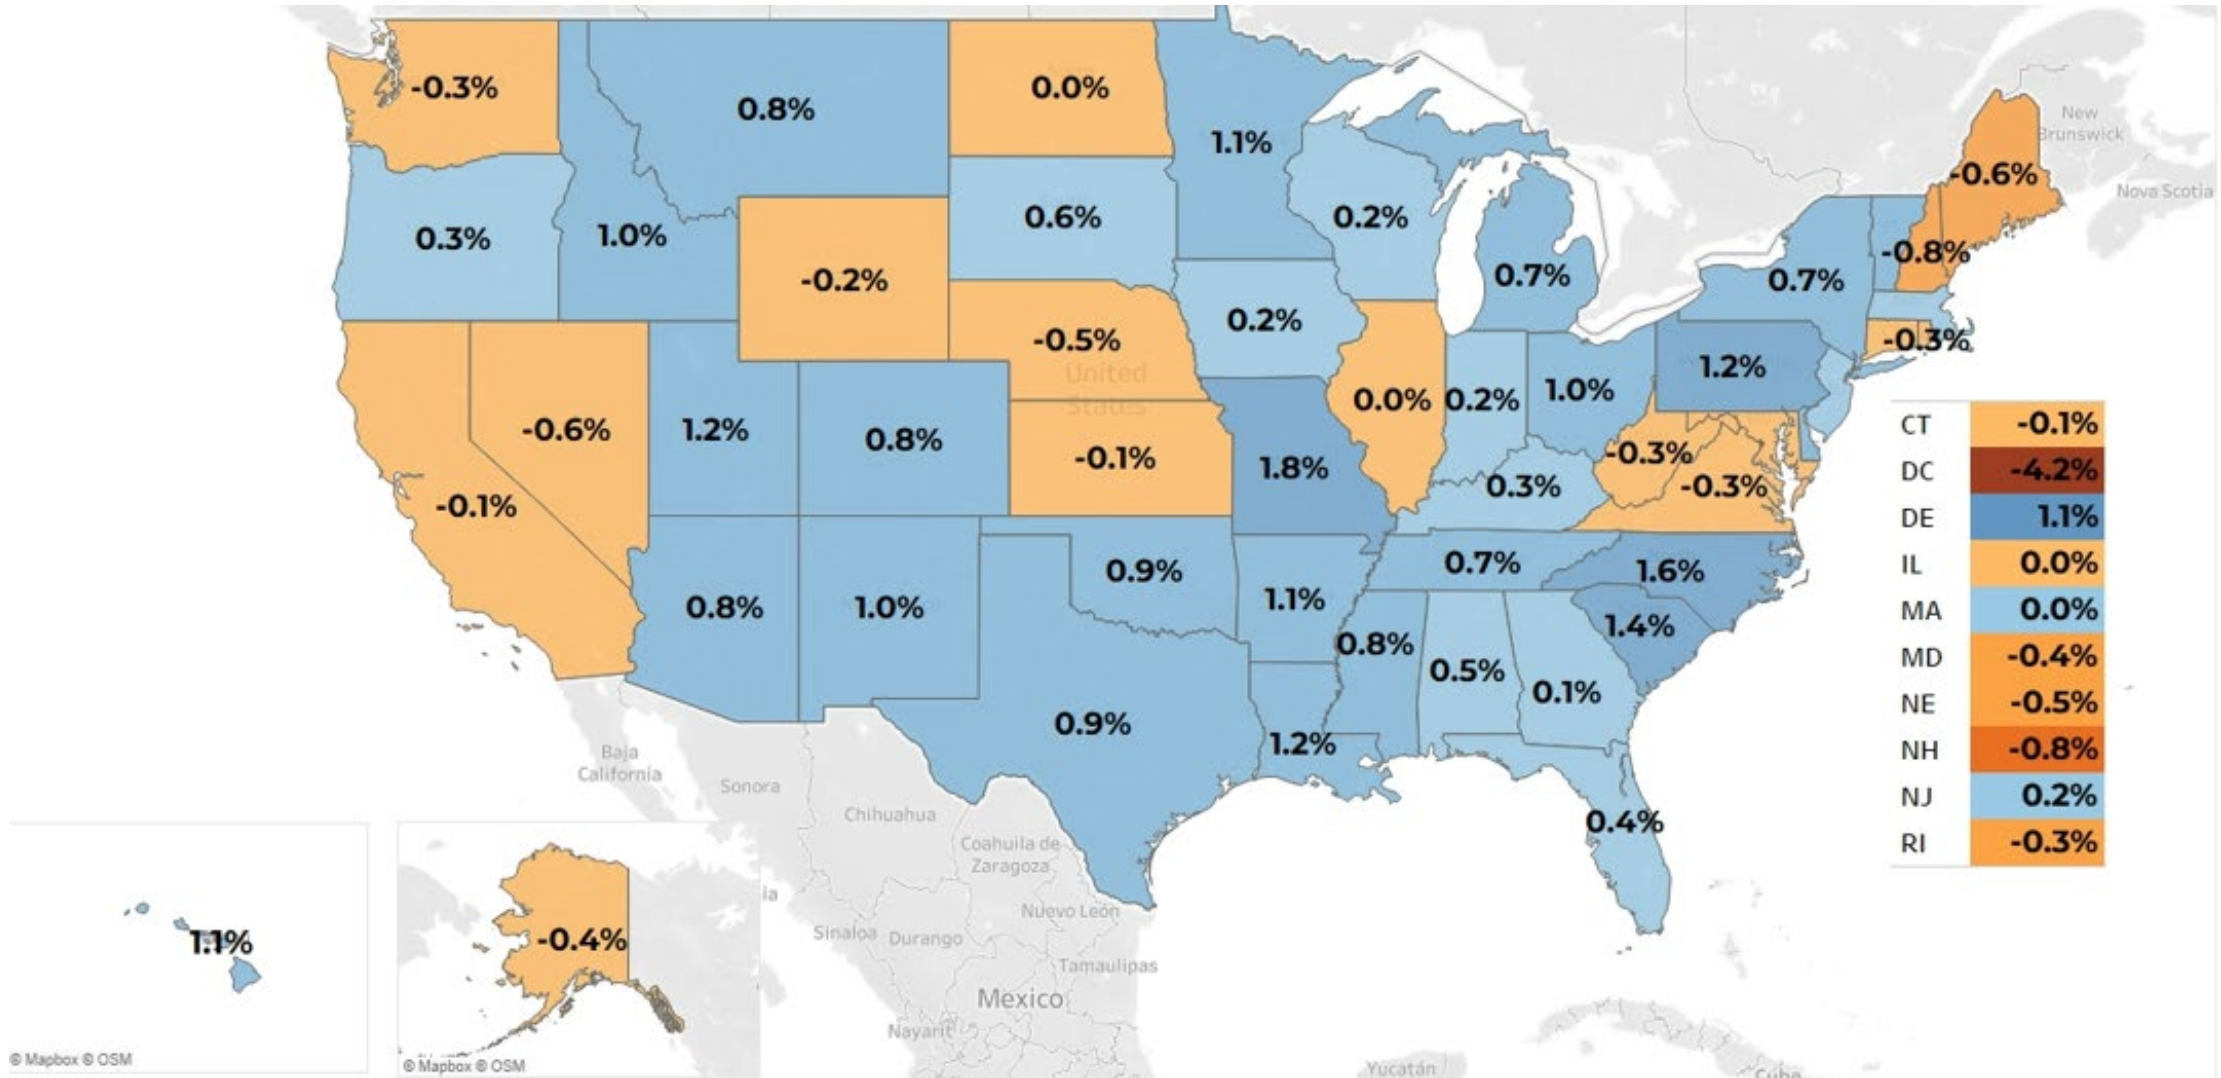 -0.3%
0.8%
0.0%
1.1%
New
Brunswick
-0.6%
Nova Scotia
0.3%
1.0%
-0.2%
0.6%
0.2%
0.7%
0.7%
-0.8%
-0.5%
United
States
0.2%
-0.3%
-0.1%
-0.6%
1.2%
0.8%
-0.1%
1.8%
0.0%
0.2%
1.0%
1.2%
-0.3%
-0.3%
0.3%
0.8%
1.0%
0.9%
1.1%
0.7%
1.6%
1.4%
0.8%
0.5%
0.1%
0.9%
1.2%
0.4%
CT -0.1%
DC -4.2%
DE 1.1%
IL 0.0%
MA 0.0%
MD -0.4%
NE -0.5%
NH -0.8%
NJ 0.2%
RI -0.3%
Baja
California
Sonora
Chihuahua
Coahuila de
Zaragoza
Nuevo León
Sinaloa
Durango
Tamaulipas
Mexico
Nayarit
Yucatán
Cuba
1.1%
© Mapbox © OSM
-0.4%
© Mapbox © OSM